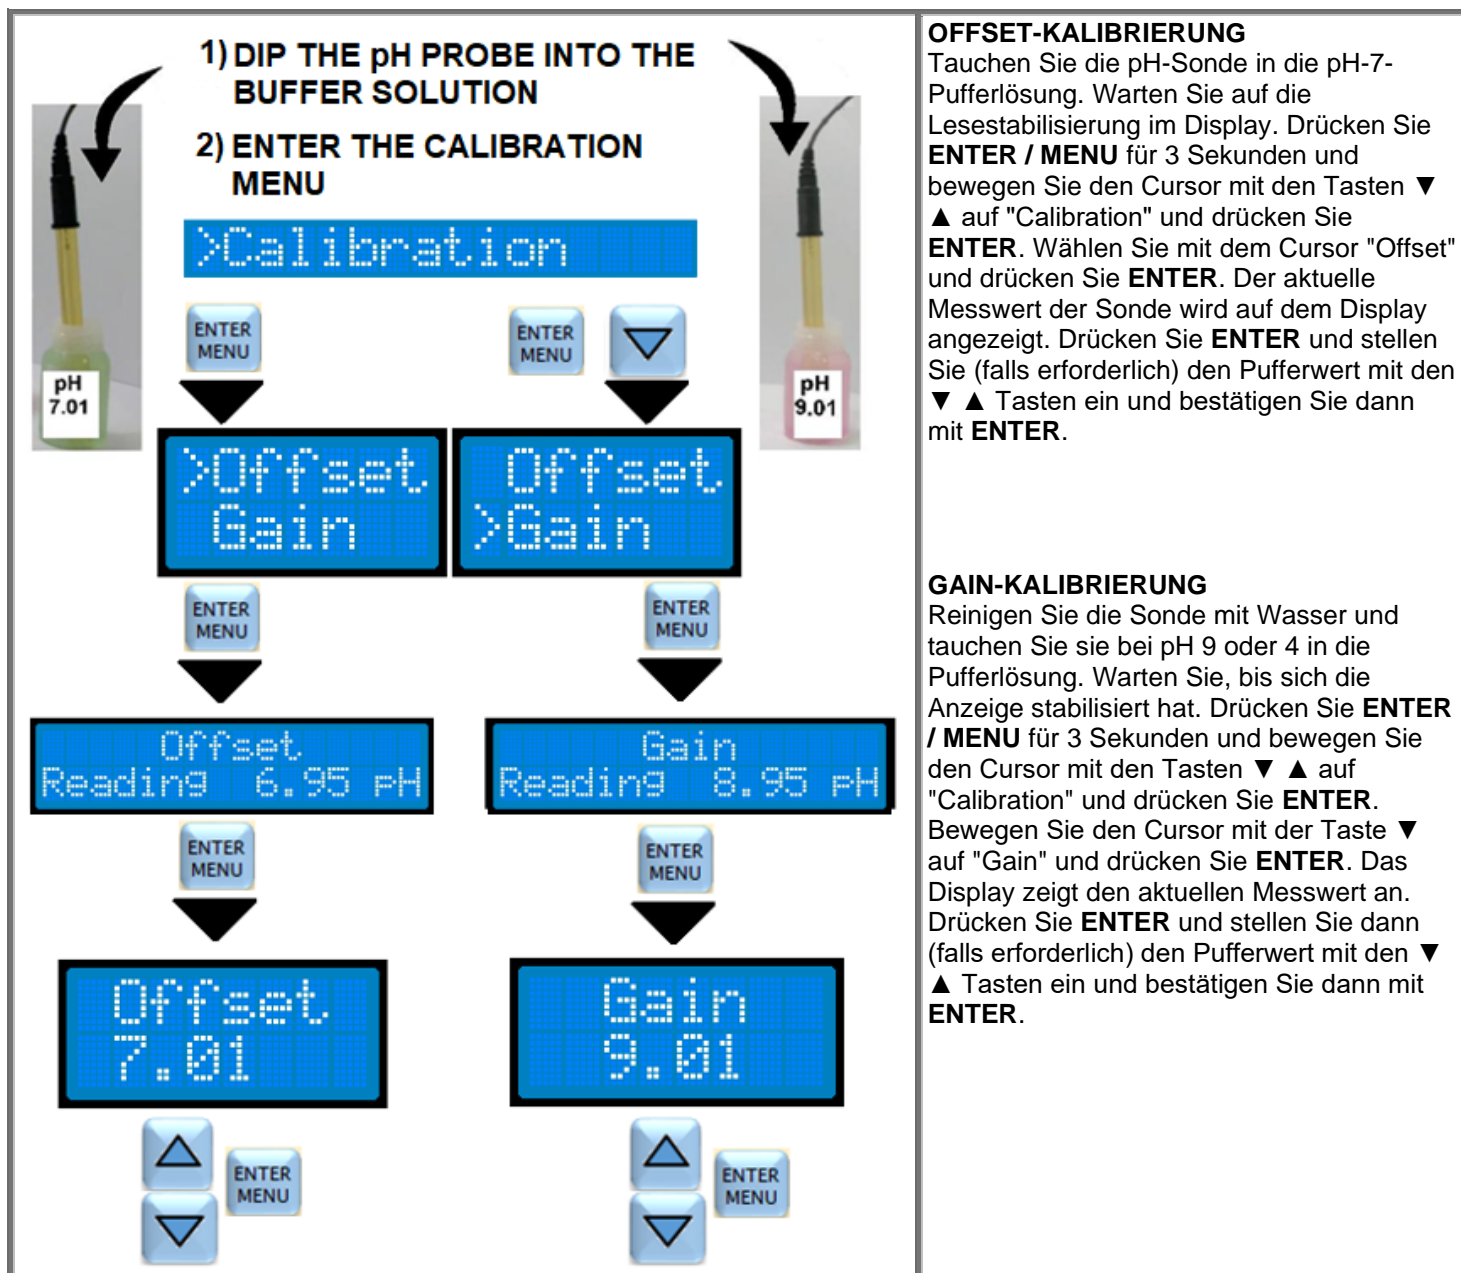 1) DIP THE pH PROBE INTO THE
BUFFER SOLUTION
2) ENTER THE CALIBRATION
MENU
>Calibration
ENTER
MENU
ENTER
MENU
pH
7.01
pH
9.01
>Offset
Gain
Offset
>Gain
ENTER
MENU
ENTER
MENU
Offset
Reading 6.95 pH
Gain
Reading 8.95 pH
ENTER
MENU
ENTER
MENU
Offset
7.01
Gain
9.01
ENTER
MENU
ENTER
MENU
OFFSET-KALIBRIERUNG
Tauchen Sie die pH-Sonde in die pH-7-
Pufferlösung. Warten Sie auf die
Lesestabilisierung im Display. Drücken Sie
ENTER / MENU für 3 Sekunden und
bewegen Sie den Cursor mit den Tasten ▼
▲ auf "Calibration" und drücken Sie
ENTER. Wählen Sie mit dem Cursor "Offset"
und drücken Sie ENTER. Der aktuelle
Messwert der Sonde wird auf dem Display
angezeigt. Drücken Sie ENTER und stellen
Sie (falls erforderlich) den Pufferwert mit den
▼ ▲ Tasten ein und bestätigen Sie dann
mit ENTER.
GAIN-KALIBRIERUNG
Reinigen Sie die Sonde mit Wasser und
tauchen Sie sie bei pH 9 oder 4 in die
Pufferlösung. Warten Sie, bis sich die
Anzeige stabilisiert hat. Drücken Sie ENTER
/ MENU für 3 Sekunden und bewegen Sie
den Cursor mit den Tasten ▼ ▲ auf
"Calibration" und drücken Sie ENTER.
Bewegen Sie den Cursor mit der Taste ▼
auf "Gain" und drücken Sie ENTER. Das
Display zeigt den aktuellen Messwert an.
Drücken Sie ENTER und stellen Sie dann
(falls erforderlich) den Pufferwert mit den ▼
▲ Tasten ein und bestätigen Sie dann mit
ENTER.